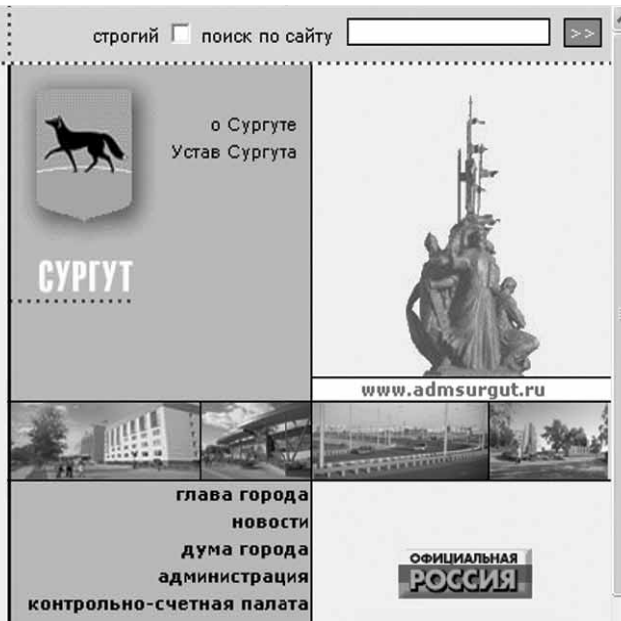 строгий поиск по сайту >>
о Сургуте
Устав Сургута
СУРГУТ
www.admsurgut.ru
глава города
новости
дума города
администрация
контрольно-счетная палата
ОФИЦИАЛЬНАЯ
РОССИЯ